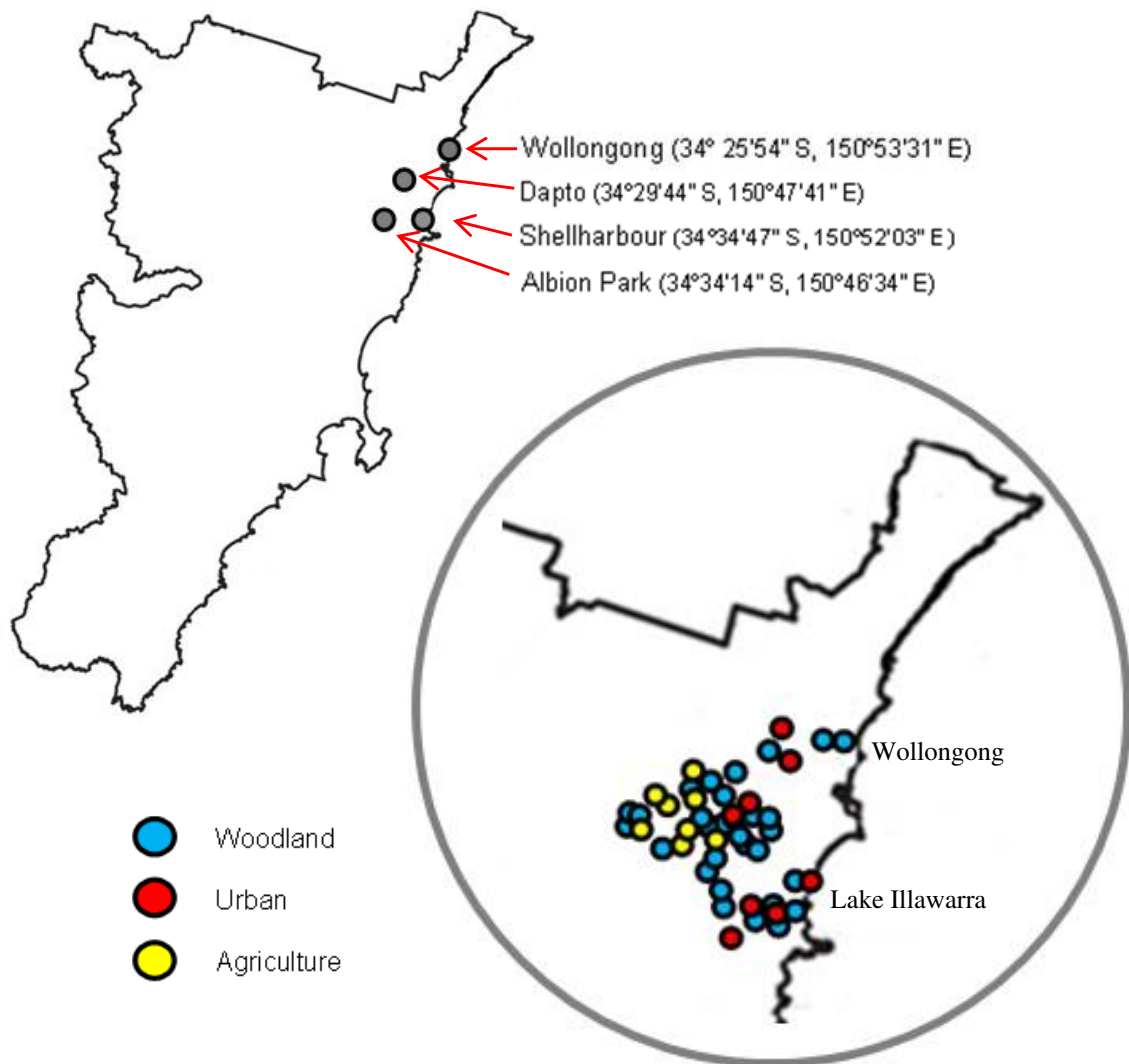 Wollongong (34° 25'54" S, 150°53'31" E)
Dapto (34°29'44" S, 150°47'41" E)
Shellharbour (34°34'47" S, 150°52'03" E)
Albion Park (34°34'14" S, 150°46'34" E)
Wollongong
Lake Illawarra
Woodland
Urban
Agriculture